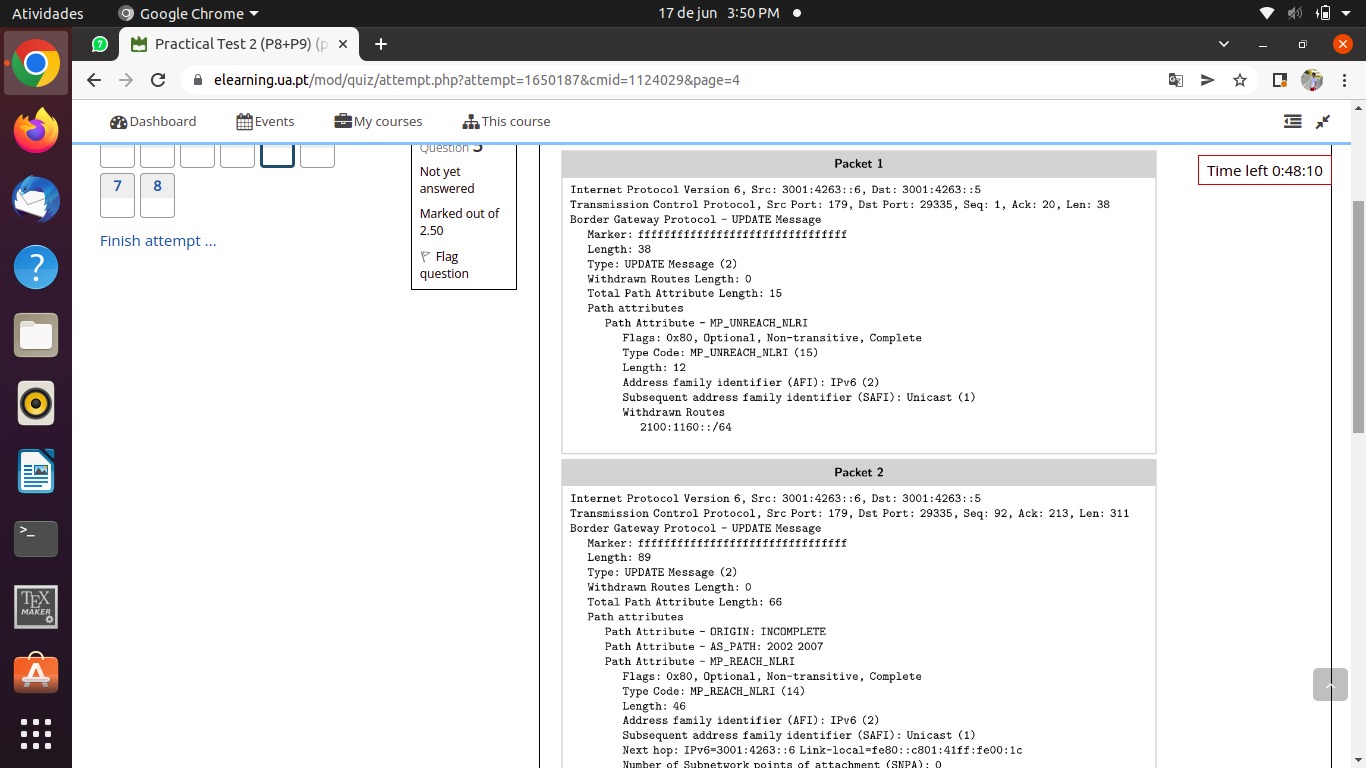 Atividades
Google Chrome
17 de jun 3:50 PM
7
Practical Test 2 (P8+P9) (p
elearning.ua.pt/mod/quiz/attempt.php?attempt=1650187&cmid=1124029&page=4
Dashboard
Events
My courses
This course
7
8
Finish attempt ...
Question 5
Not yet
answered
Marked out of
2.50
Flag
question
Time left 0:48:10
Packet 1
Internet Protocol Version 6, Src: 3001:4263::6, Dst: 3001:4263::5
Transmission Control Protocol, Src Port: 179, Dst Port: 29335, Seq: 1, Ack: 20, Len: 38
Border Gateway Protocol - UPDATE Message
Marker: ffffffffffffffffffffffffffffffff
Length: 38
Type: UPDATE Message (2)
Withdrawn Routes Length: 0
Total Path Attribute Length: 15
Path attributes
Path Attribute - MP_UNREACH_NLRI
Flags: 0x80, Optional, Non-transitive, Complete
Type Code: MP_UNREACH_NLRI (15)
Length: 12
Address family identifier (AFI): IPv6 (2)
Subsequent address family identifier (SAFI): Unicast (1)
Withdrawn Routes
2100:1160::/64
Packet 2
Internet Protocol Version 6, Src: 3001:4263::6, Dst: 3001:4263::5
Transmission Control Protocol, Src Port: 179, Dst Port: 29335, Seq: 92, Ack: 213, Len: 311
Border Gateway Protocol - UPDATE Message
Marker: ffffffffffffffffffffffffffffffff
Length: 89
Type: UPDATE Message (2)
Withdrawn Routes Length: 0
Total Path Attribute Length: 66
Path attributes
Path Attribute - ORIGIN: INCOMPLETE
Path Attribute - AS_PATH: 2002 2007
Path Attribute - MP_REACH_NLRI
Flags: 0x80, Optional, Non-transitive, Complete
Type Code: MP_REACH_NLRI (14)
Length: 46
Address family identifier (AFI): IPv6 (2)
Subsequent address family identifier (SAFI): Unicast (1)
Next hop: IPv6=3001:4263::6 Link-local=fe80::c801:41ff:fe00:1c
Number of Subnetwork points of attachment (SNPA): 0
?
>_
TEX
MAKER